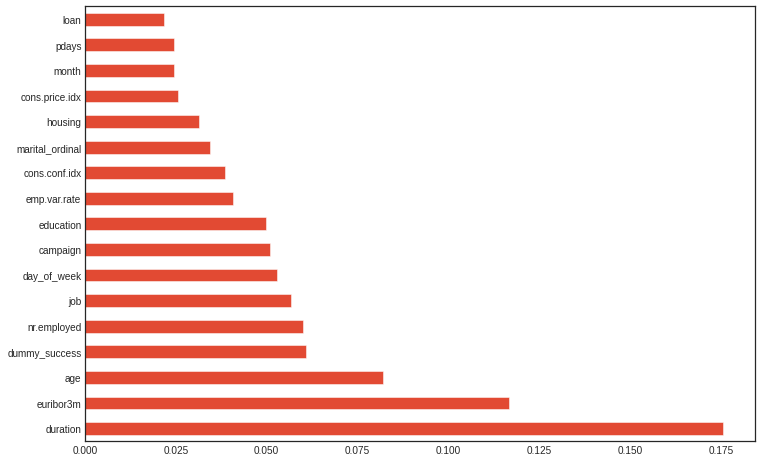 loan
pdays
month
cons.price.idx
housing
marital_ordinal
cons.conf.idx
emp.var.rate
education
campaign
day_of_week
job
nr.employed
dummy_success
age
euribor3m
duration
0.000 0.025 0.050 0.075 0.100 0.125 0.150 0.175